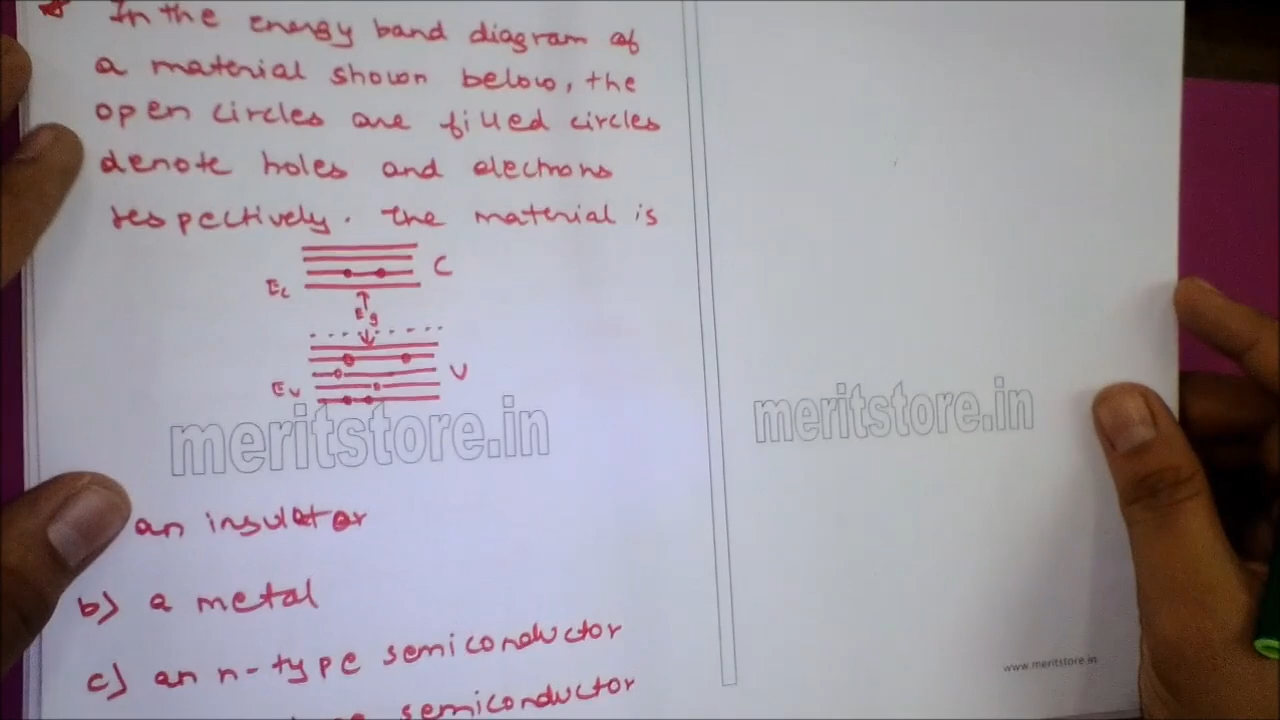 In the energy band diagram of
a material shown below, the
open circles are filled circles
denote holes and electrons
respectively. The material is
C
Ec
Eg
Ev
V
meritstore.in
meritstore.in
an insulator
b) a metal
c) an n-type semiconductor
semiconductor
www.meritstore.in